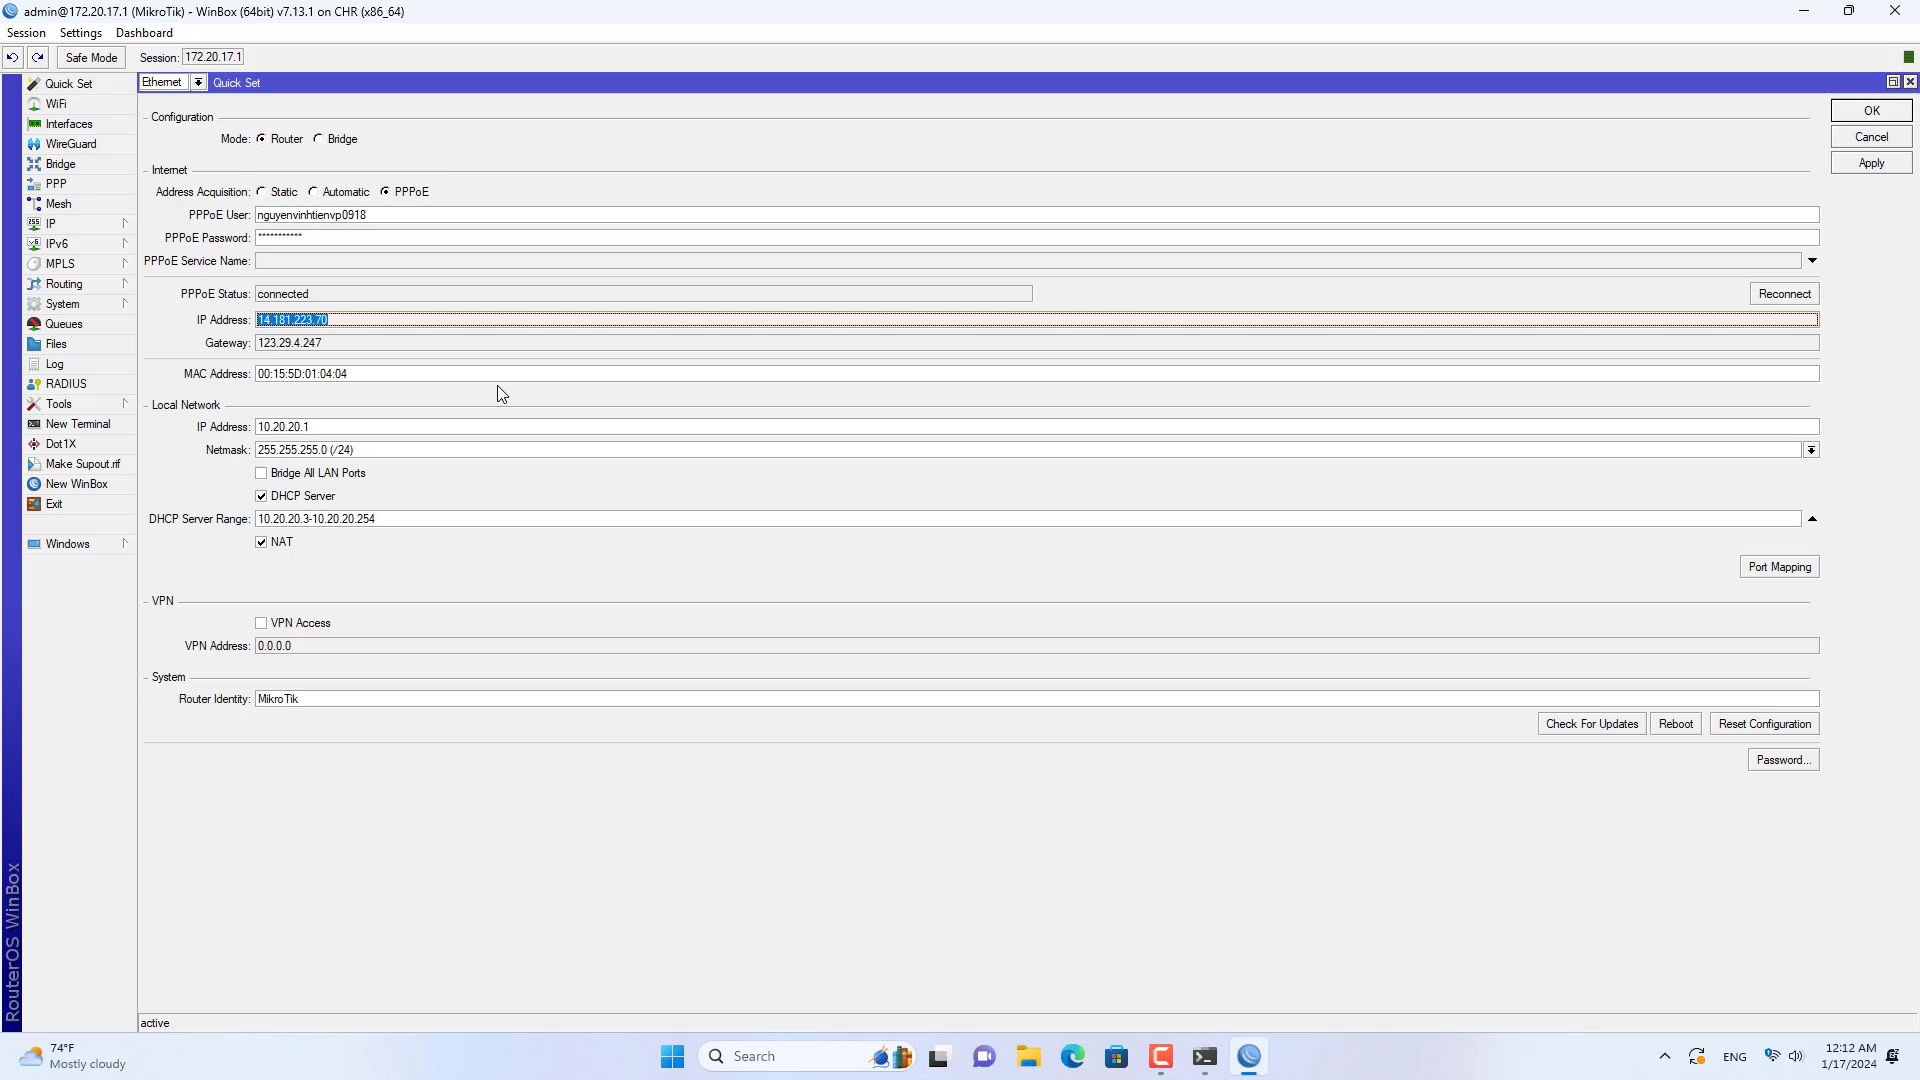 admin@172.20.17.1 (MikroTik) - WinBox (64bit) v7.13.1 on CHR (x86_64)
Session Settings Dashboard
Safe Mode Session: 172.20.17.1
Ethernet Quick Set
Quick Set
WiFi
Interfaces
WireGuard
Bridge
PPP
Mesh
IP
IPv6
MPLS
Routing
System
Queues
Files
Log
RADIUS
Tools
New Terminal
Dot1X
Make Supout.rif
New WinBox
Exit
Windows
RouterOS WinBox
Configuration
Mode: Router Bridge
Internet
Address Acquisition: Static Automatic PPPoE
PPPoE User: nguyenvinhtienvp0918
PPPoE Password: ***********
PPPoE Service Name:
PPPoE Status: connected Reconnect
IP Address: 14.181.223.70
Gateway: 123.29.4.247
MAC Address: 00:15:5D:01:04:04
Local Network
IP Address: 10.20.20.1
Netmask: 255.255.255.0 (/24)
Bridge All LAN Ports
DHCP Server
DHCP Server Range: 10.20.20.3-10.20.20.254
NAT
Port Mapping
VPN
VPN Access
VPN Address: 0.0.0.0
System
Router Identity: MikroTik
Check For Updates Reboot Reset Configuration
Password...
OK
Cancel
Apply
active
74°F
Mostly cloudy
Search
ENG
12:12 AM
1/17/2024